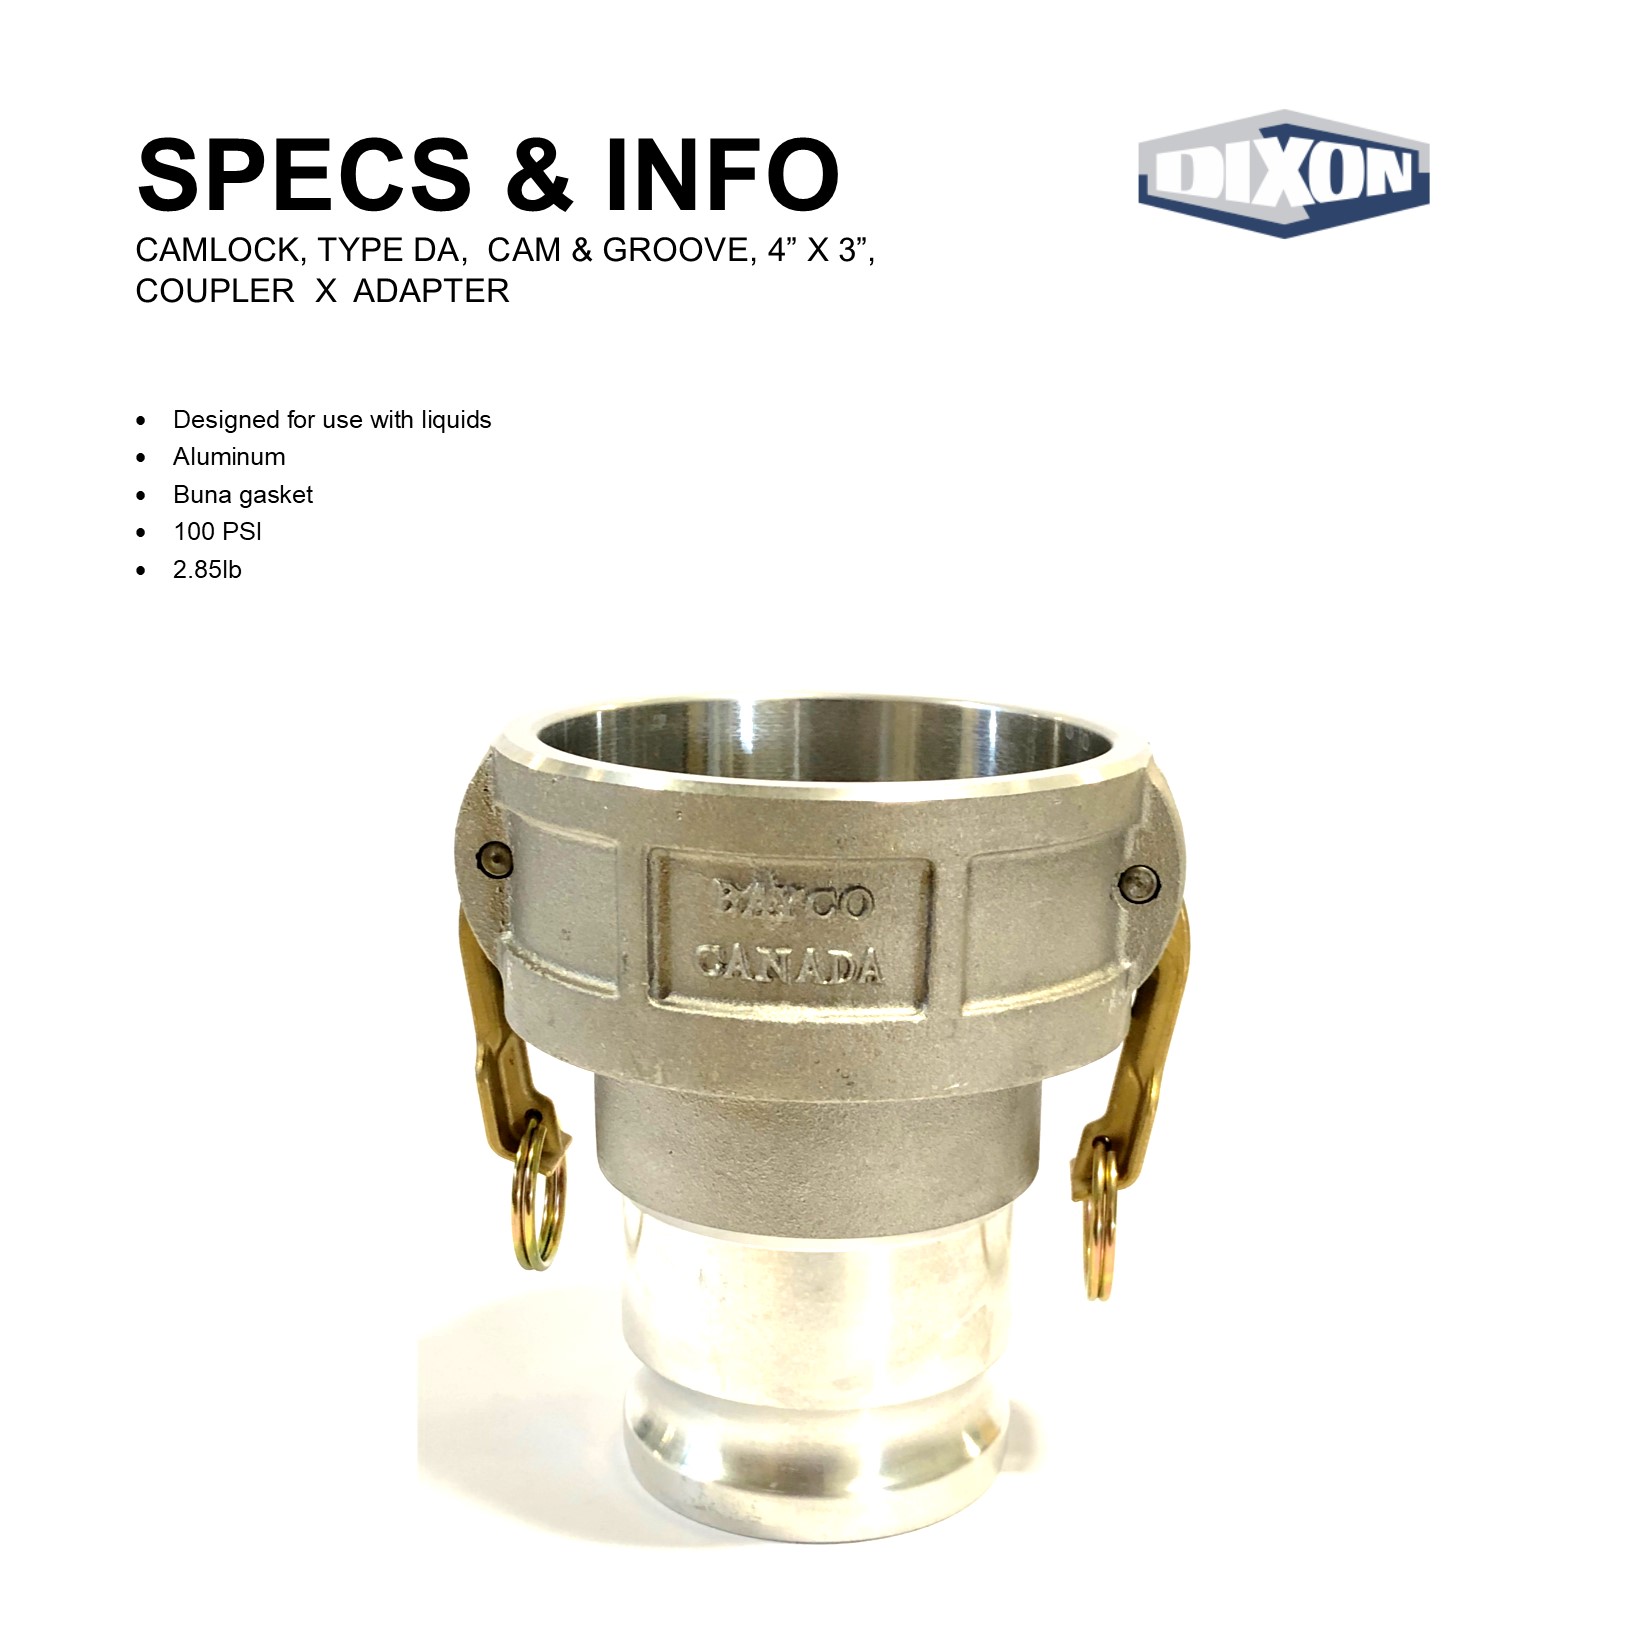 SPECS & INFO
DIXON
CAMLOCK, TYPE DA,  CAM & GROOVE, 4” X 3”,
COUPLER  X  ADAPTER
• Designed for use with liquids
• Aluminum
• Buna gasket
• 100 PSI
• 2.85lb
BAYCO
CANADA